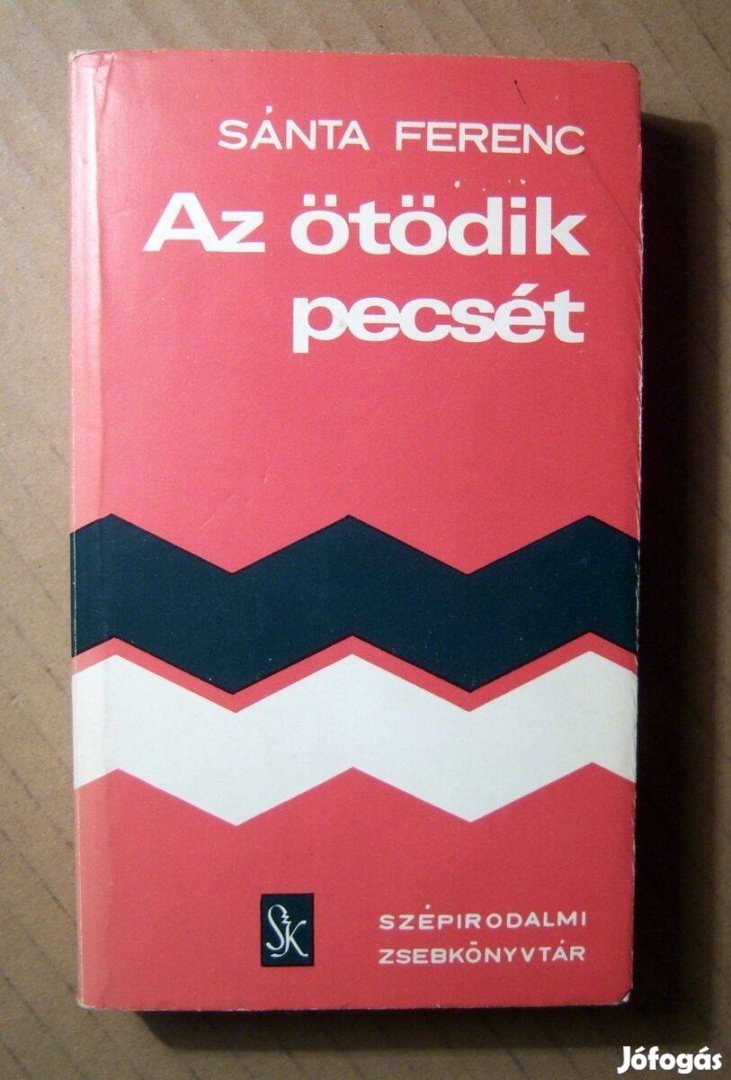 SÁNTA FERENC
Az ötödik
pecsét
SzK
SZÉPIRODALMI
ZSEBKÖNYVTÁR
Jófogás